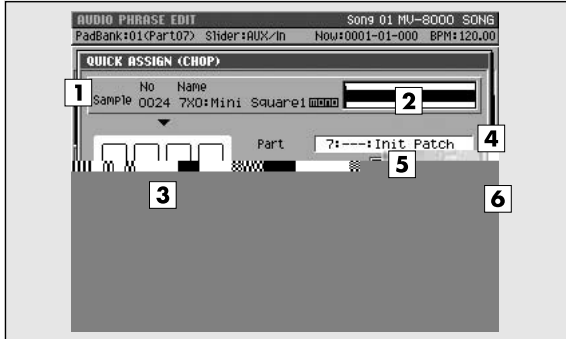 AUDIO PHRASE EDIT Song 01 MV-8000 SONG
PadBank:01(Part07) Slider:AUX/In Now:0001-01-000 BPM:120.00
QUICK ASSIGN (CHOP)
No Name
1 Sample 0024 7X0:Mini Square1 mono 2
Part 7:---:Init Patch 4
5
3 6